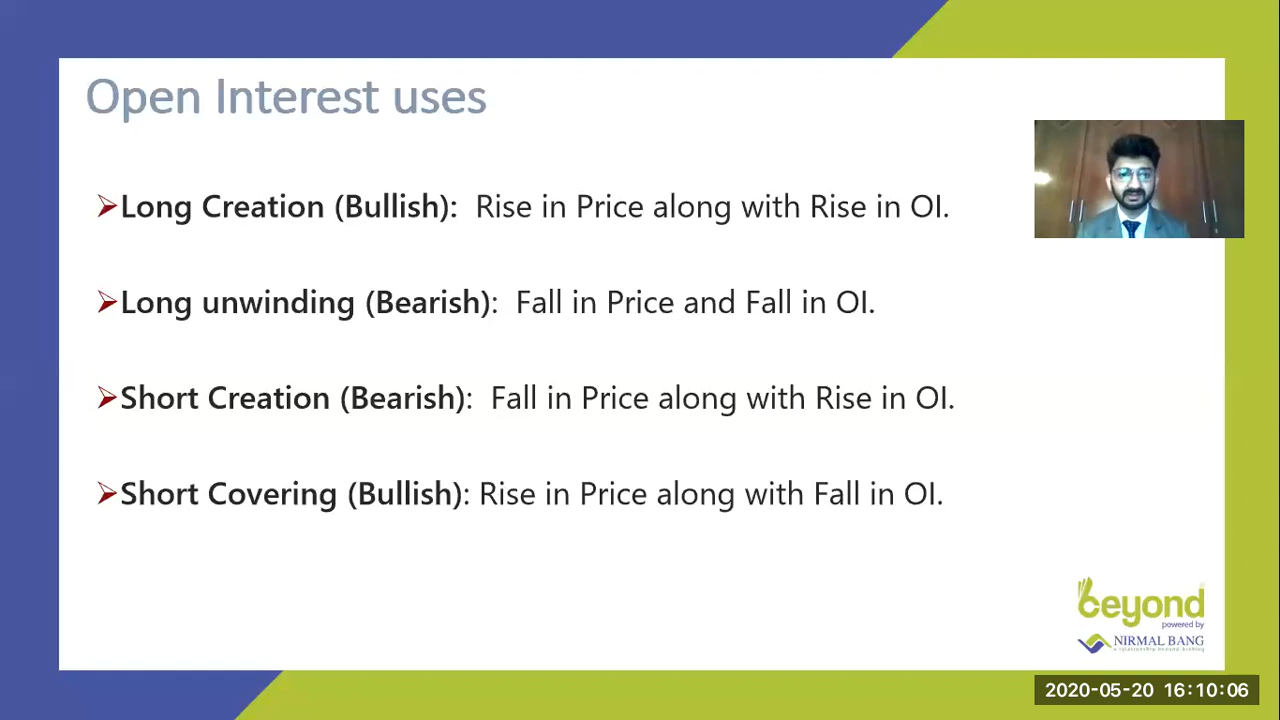 Open Interest uses
➢Long Creation (Bullish): Rise in Price along with Rise in OI.
➢Long unwinding (Bearish): Fall in Price and Fall in OI.
➢Short Creation (Bearish): Fall in Price along with Rise in OI.
➢Short Covering (Bullish): Rise in Price along with Fall in OI.
beyond
powered by
NIRMAL BANG
a relationship beyond broking
2020-05-20 16:10:06